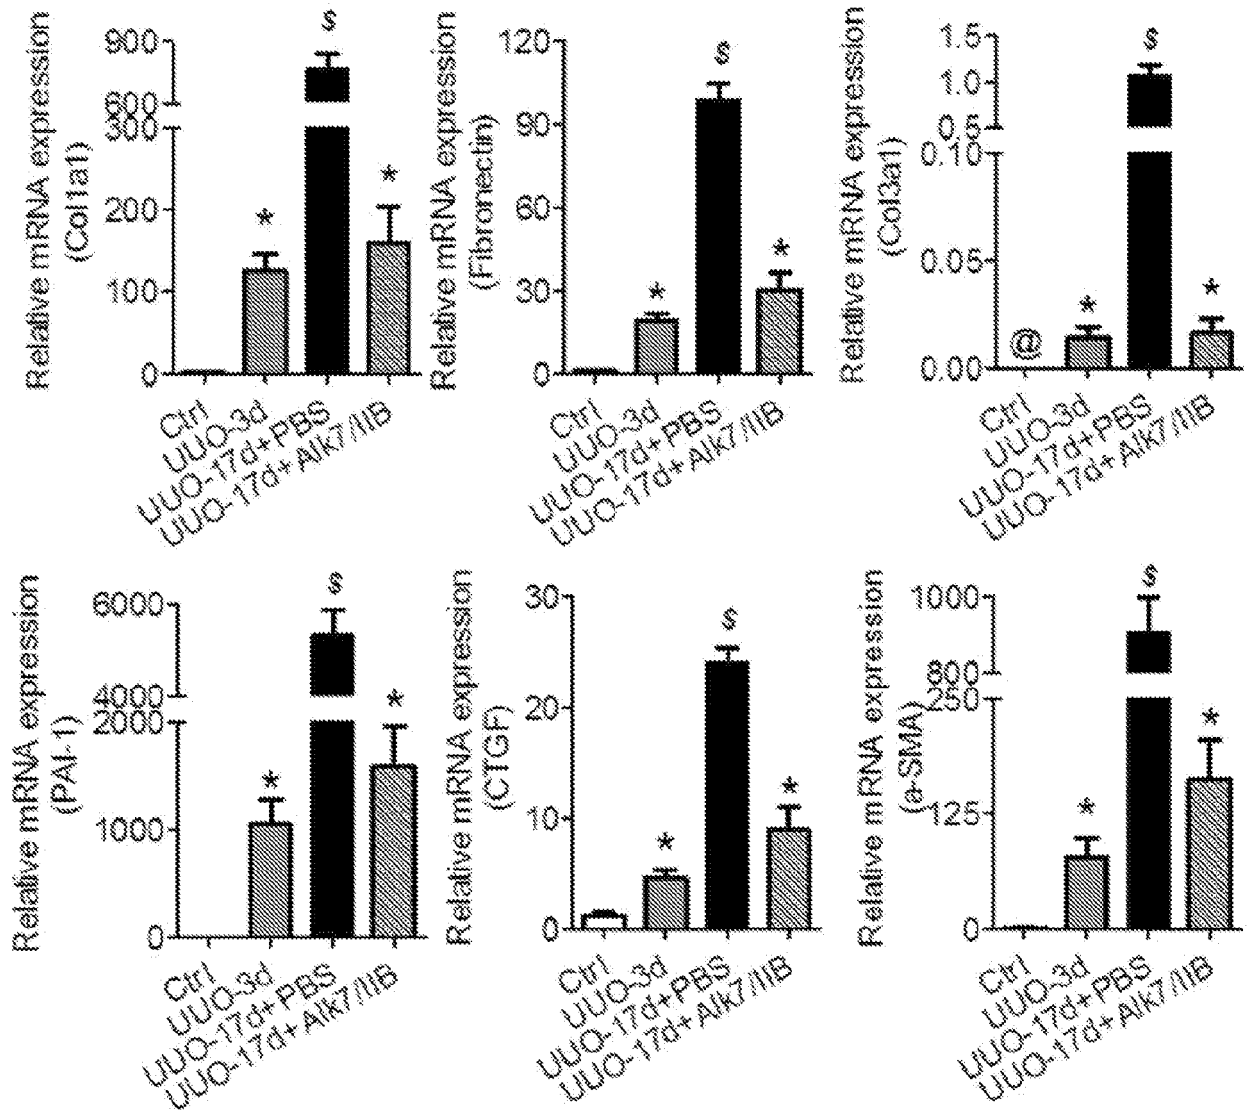 Relative mRNA expression
(Col1a1)
900
600
300
200
100
0
$
*
*
Ctrl
UUO-3d
UUO-17d+PBS
UUO-17d+Alk7/IIB
Relative mRNA expression
(Fibronectin)
120
90
60
30
0
$
*
*
Ctrl
UUO-3d
UUO-17d+PBS
UUO-17d+Alk7/IIB
Relative mRNA expression
(Col3a1)
1.5
1.0
0.5
0.10
0.05
0.00
$
@
*
*
Ctrl
UUO-3d
UUO-17d+PBS
UUO-17d+Alk7/IIB
Relative mRNA expression
(PAI-1)
6000
4000
2000
1000
0
$
*
*
Ctrl
UUO-3d
UUO-17d+PBS
UUO-17d+Alk7/IIB
Relative mRNA expression
(CTGF)
30
20
10
0
$
*
*
Ctrl
UUO-3d
UUO-17d+PBS
UUO-17d+Alk7/IIB
Relative mRNA expression
(a-SMA)
1000
800
250
125
0
$
*
*
Ctrl
UUO-3d
UUO-17d+PBS
UUO-17d+Alk7/IIB